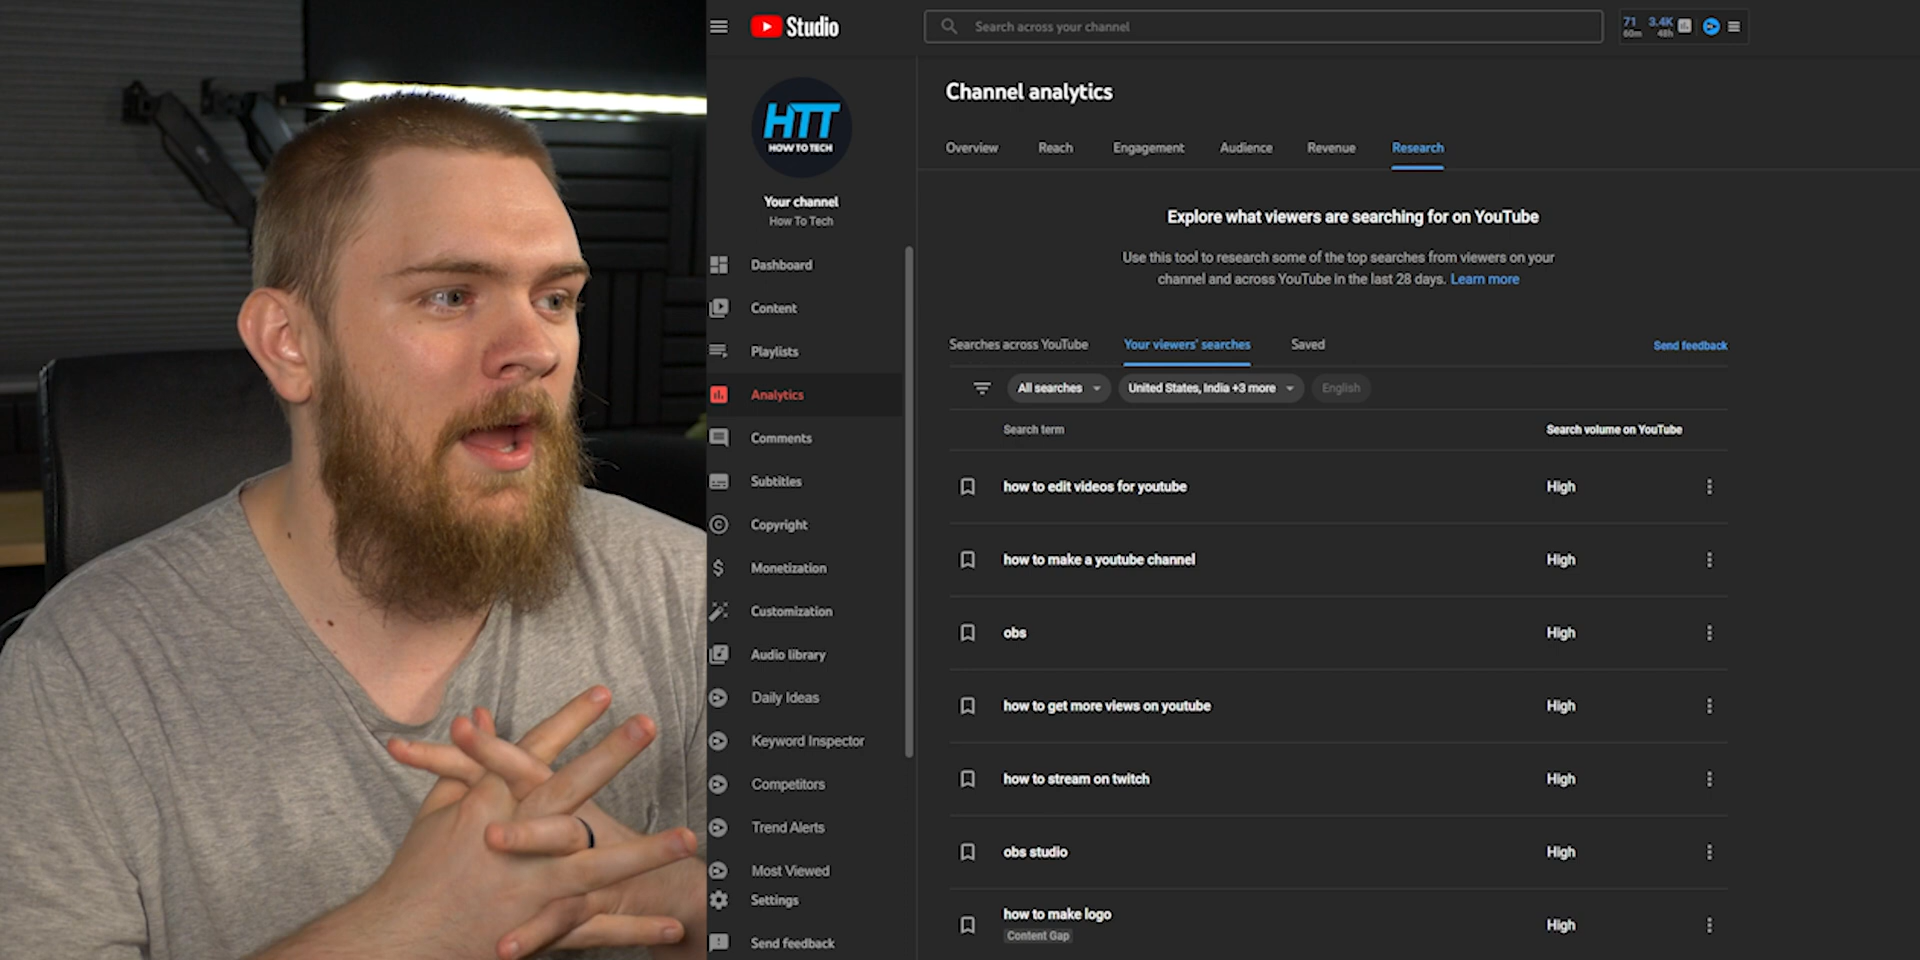 Studio
Search across your channel
71
60m
3.4K
48h
HTT
HOW TO TECH
Your channel
How To Tech
Dashboard
Content
Playlists
Analytics
Comments
Subtitles
Copyright
Monetization
Customization
Audio library
Daily Ideas
Keyword Inspector
Competitors
Trend Alerts
Most Viewed
Settings
Send feedback
Channel analytics
Overview Reach Engagement Audience Revenue Research
Explore what viewers are searching for on YouTube
Use this tool to research some of the top searches from viewers on your
channel and across YouTube in the last 28 days. Learn more
Searches across YouTube Your viewers' searches Saved Send feedback
All searches United States, India +3 more English
Search term Search volume on YouTube
how to edit videos for youtube High
how to make a youtube channel High
obs High
how to get more views on youtube High
how to stream on twitch High
obs studio High
how to make logo High
Content Gap